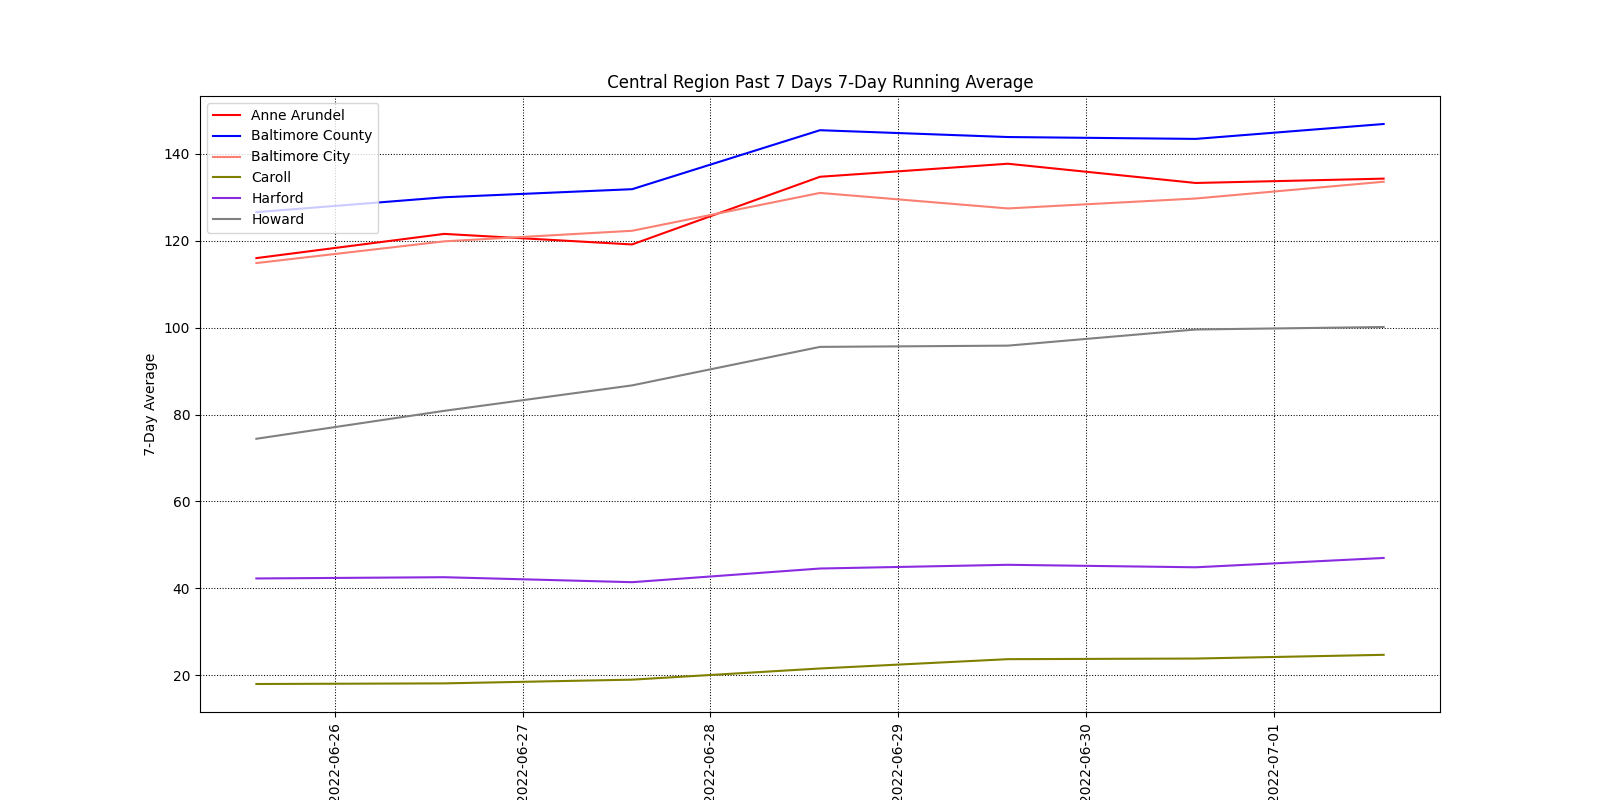 Central Region Past 7 Days 7-Day Running Average
Anne Arundel
Baltimore County
Baltimore City
Caroll
Harford
Howard
140
120
100
80
60
40
20
7-Day Average
2022-06-26
2022-06-27
2022-06-28
2022-06-29
2022-06-30
2022-07-01